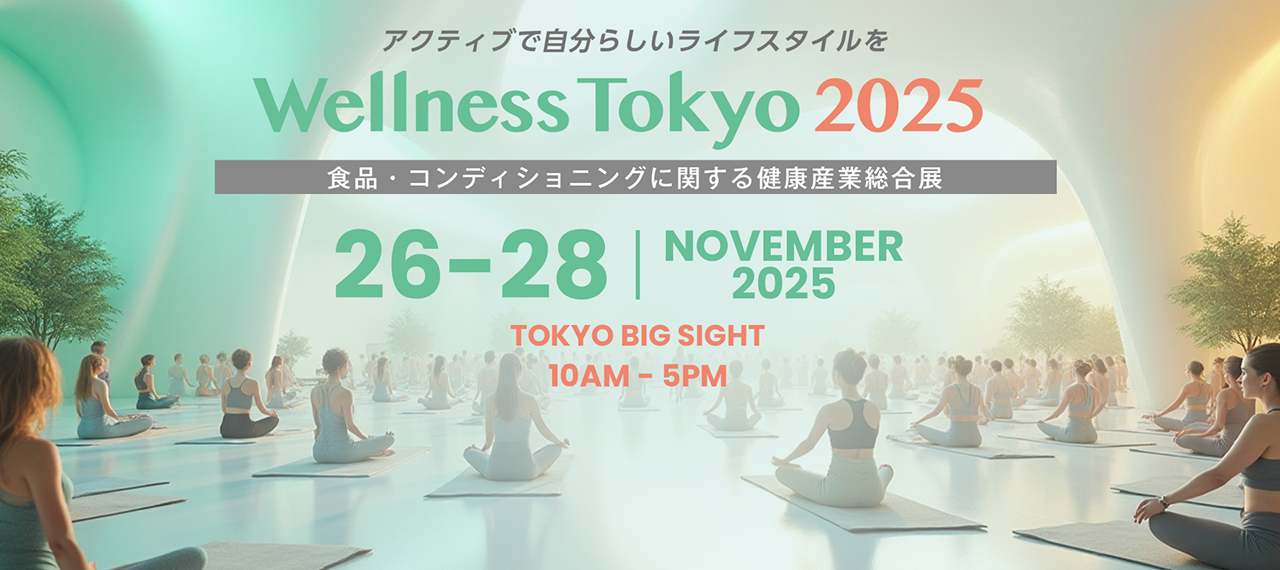 アクティブで自分らしいライフスタイルを
Wellness Tokyo 2025
食品・コンディショニングに関する健康産業総合展
26-28
NOVEMBER
2025
TOKYO BIG SIGHT
10AM - 5PM